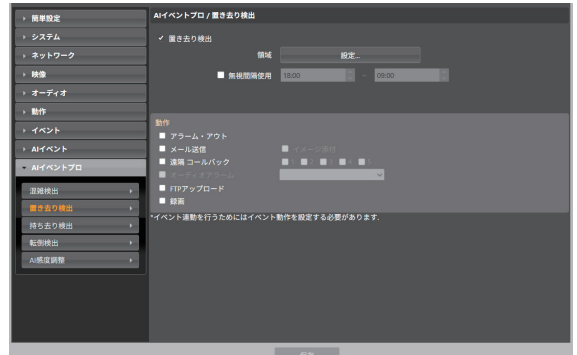 簡単設定
システム
ネットワーク
映像
オーディオ
動作
イベント
AIイベント
AIイベントプロ
混雑検出
置き去り検出
持ち去り検出
転倒検出
AI感度調整
AIイベントプロ / 置き去り検出
置き去り検出
領域 設定...
無視間隔使用 18:00 – 09:00
動作
アラーム・アウト
メール送信 イメージ添付
遠隔 コールバック 1 2 3 4 5
オーディオアラーム
FTPアップロード
録画
*イベント連動を行うためにはイベント動作を設定する必要があります.